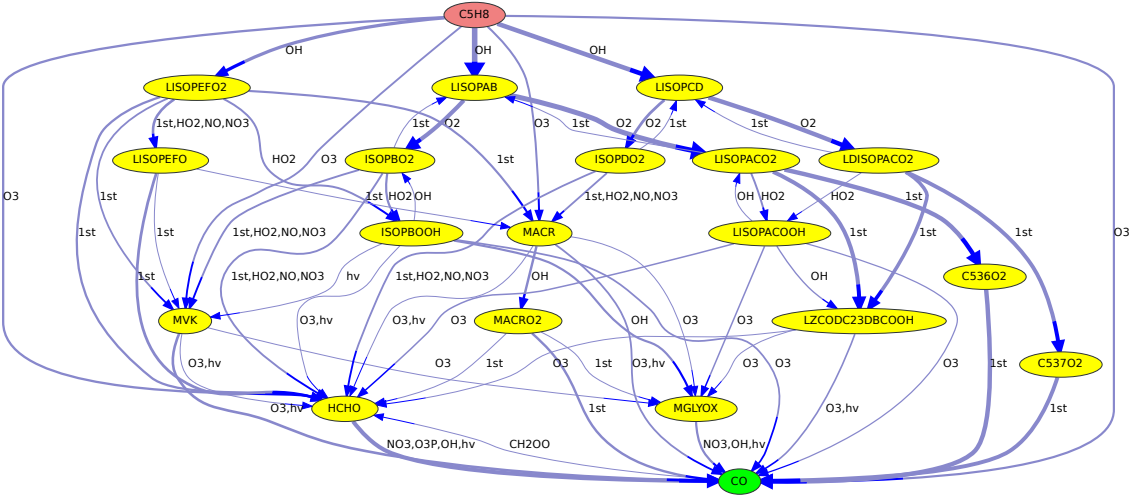 C5H8
OH
OH
OH
LISOPEFO2
LISOPAB
LISOPCD
1st,HO2,NO,NO3
1st
O2
O3
1st
O2
O2
1st
1st
O2
LISOPEFO
HO2
O3
ISOPBO2
1st
ISOPDO2
LISOPACO2
LDISOPACO2
O3
1st
1st
HO2
OH
1st,HO2,NO,NO3
OH
HO2
HO2
1st
1st
1st
1st,HO2,NO,NO3
ISOPBOOH
MACR
LISOPACOOH
1st
1st
1st
O3
1st
1st,HO2,NO,NO3
1st,HO2,NO,NO3
hv
OH
OH
C536O2
MVK
O3,hv
O3,hv
O3
MACRO2
OH
O3
O3
LZCODC23DBCOOH
O3,hv
O3
1st
O3
1st
O3,hv
O3
O3
O3
1st
C537O2
O3,hv
HCHO
1st
MGLYOX
O3,hv
1st
NO3,O3P,OH,hv
CH2OO
NO3,OH,hv
CO